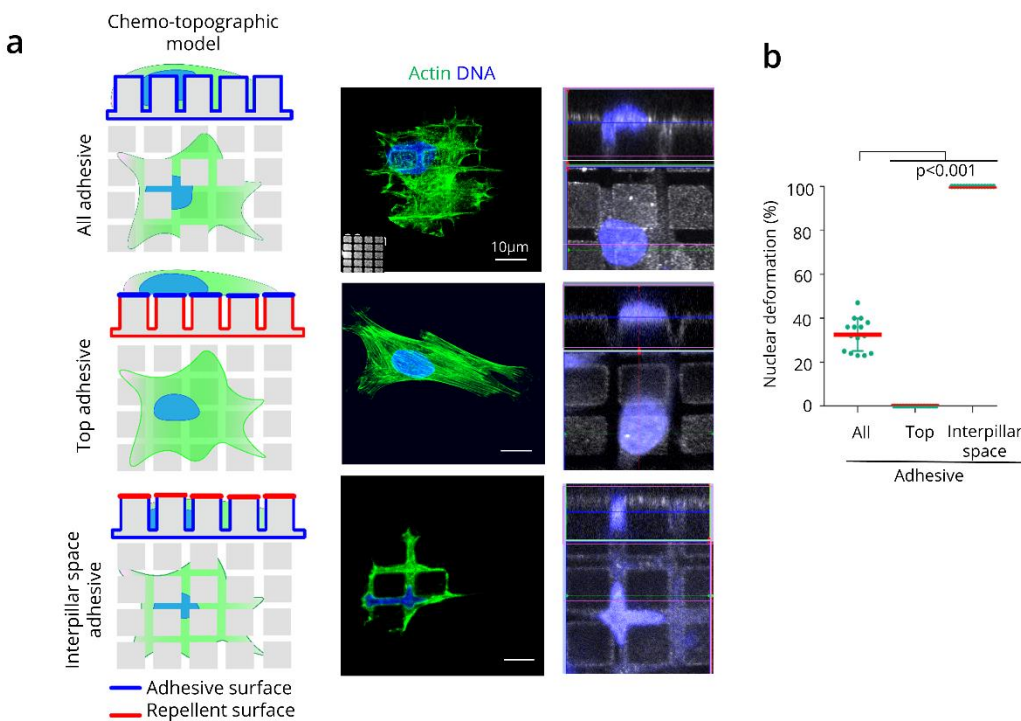 a
Chemo-topographic
model
Actin DNA
All adhesive
10µm
Top adhesive
Interpillar space
adhesive
Adhesive surface
Repellent surface
b
p<0.001
Nuclear deformation (%)
100
80
60
40
20
0
All
Top
Interpillar
space
Adhesive